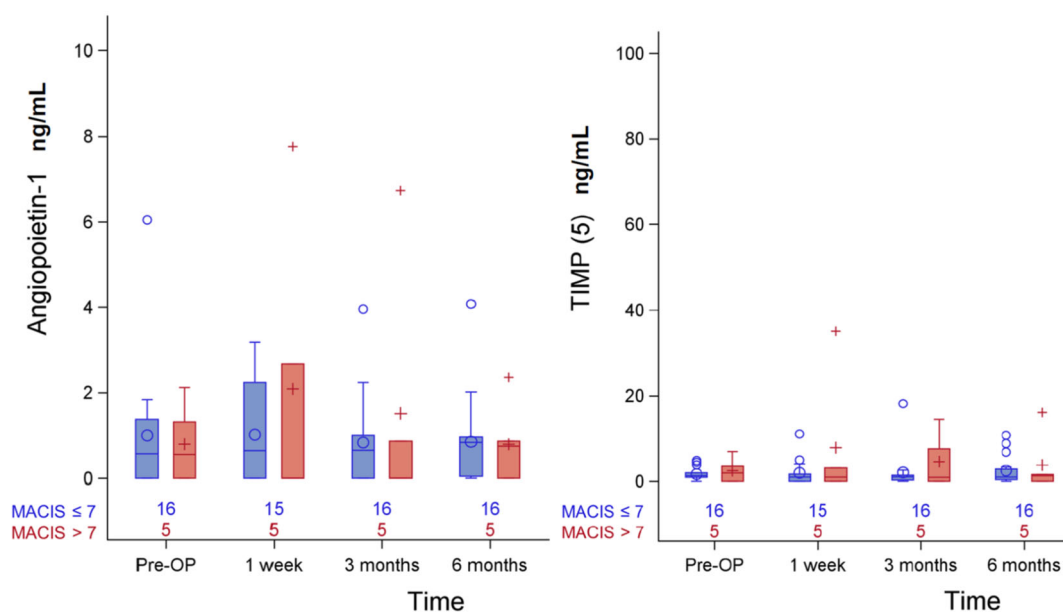 Angiopoietin-1 ng/mL
10
8
6
4
2
0
MACIS ≤ 7 16 15 16 16
MACIS > 7 5 5 5 5
Pre-OP 1 week 3 months 6 months
Time
TIMP (5) ng/mL
100
80
60
40
20
0
MACIS ≤ 7 16 15 16 16
MACIS > 7 5 5 5 5
Pre-OP 1 week 3 months 6 months
Time